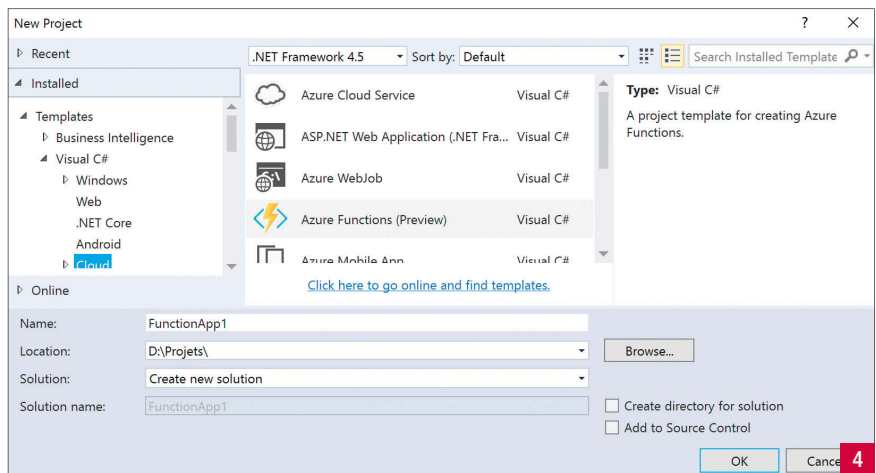 New Project ? ×
Recent
.NET Framework 4.5 Sort by: Default Search Installed Template
Installed
Templates
Business Intelligence
Visual C#
Windows
Web
.NET Core
Android
Cloud
Online
Azure Cloud Service Visual C#
ASP.NET Web Application (.NET Fra... Visual C#
Azure WebJob Visual C#
Azure Functions (Preview) Visual C#
Azure Mobile App Visual C#
Click here to go online and find templates.
Type: Visual C#
A project template for creating Azure
Functions.
Name: FunctionApp1
Location: D:\Projets\ Browse...
Solution: Create new solution
Solution name: FunctionApp1
Create directory for solution
Add to Source Control
OK Cance
4